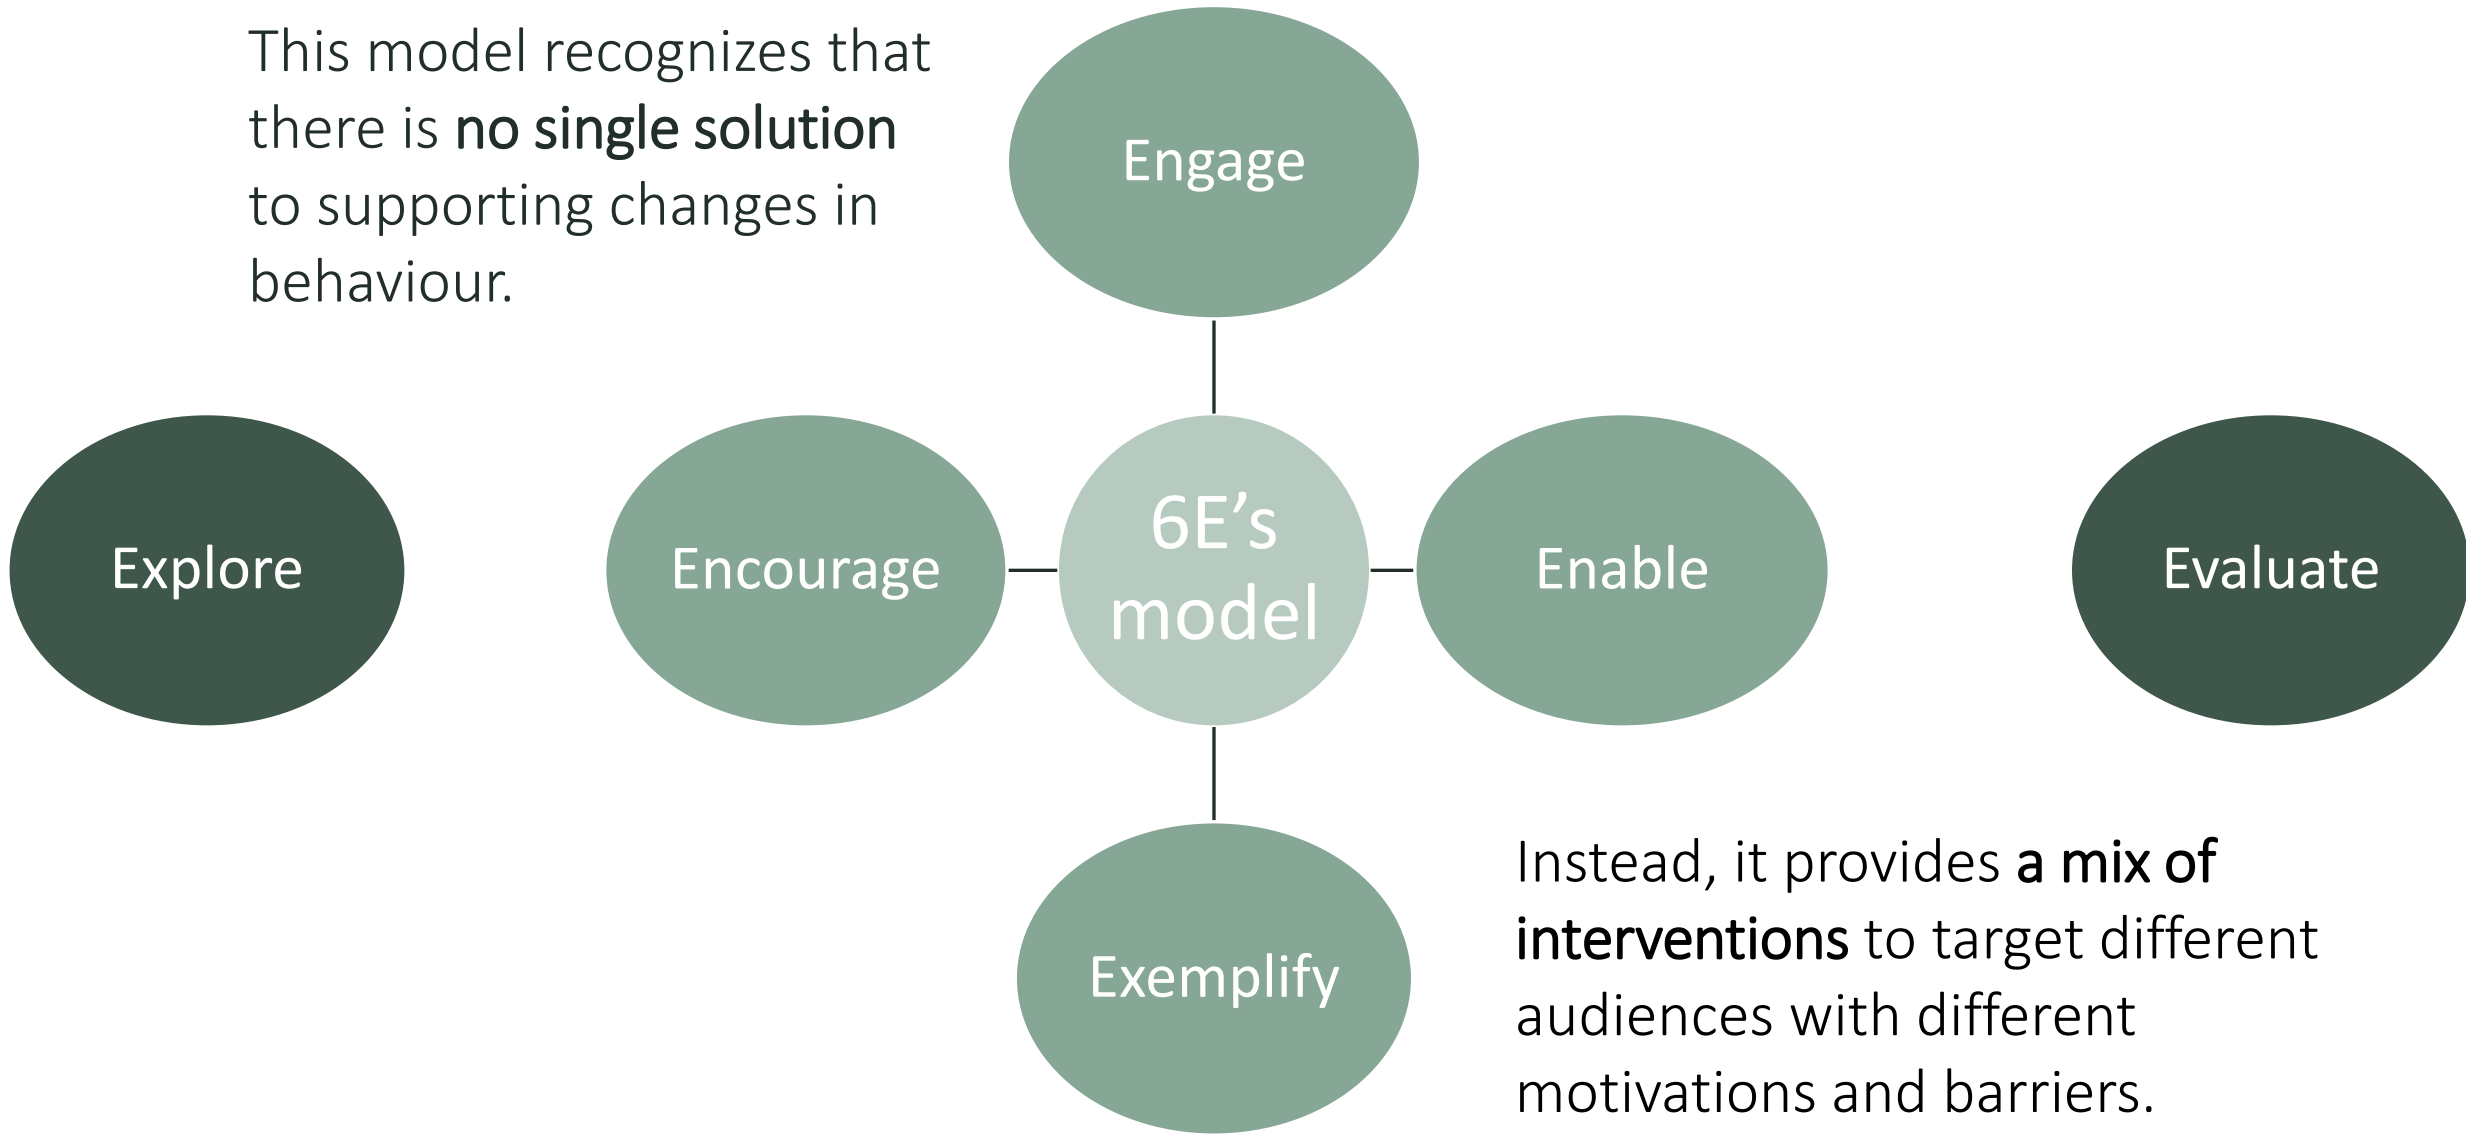 This model recognizes that
there is no single solution
to supporting changes in
behaviour.
Engage
Explore
Encourage
6E’s
model
Enable
Evaluate
Exemplify
Instead, it provides a mix of
interventions to target different
audiences with different
motivations and barriers.